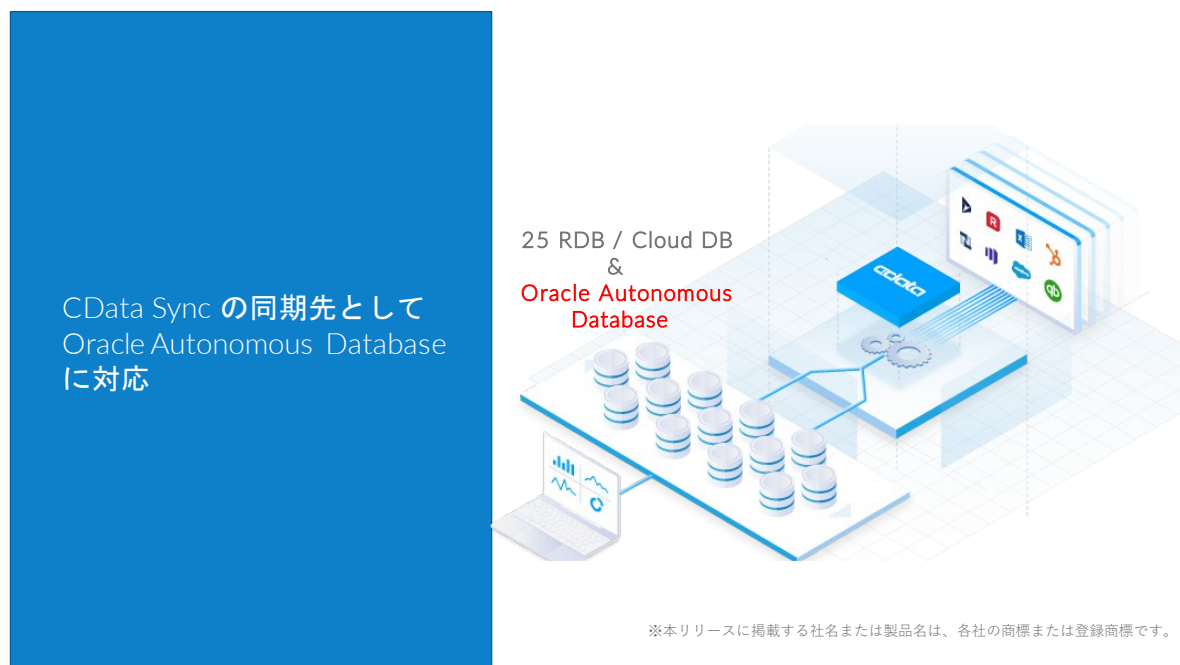 CData Sync の同期先として
Oracle Autonomous Database
に対応
25 RDB / Cloud DB
&
Oracle Autonomous
Database
cdata
R
qb
※本リリースに掲載する社名または製品名は、各社の商標または登録商標です。